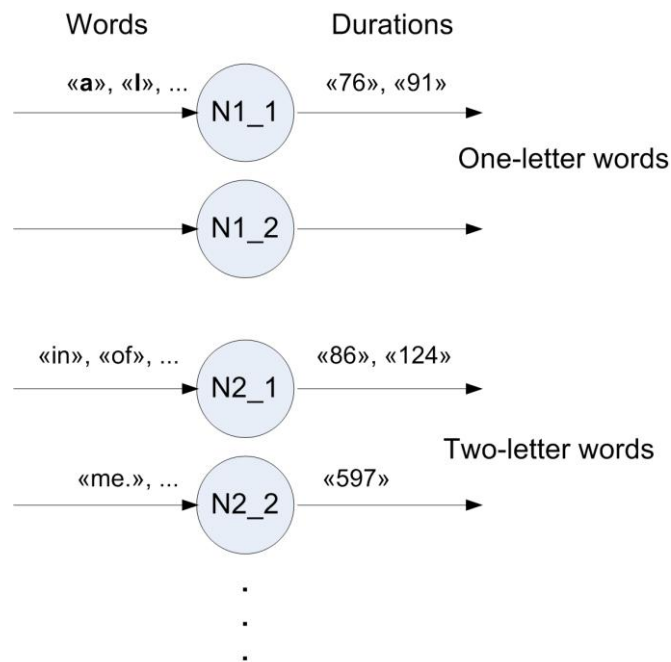 Words Durations
«a», «I», ... N1_1 «76», «91»
One-letter words
N1_2
«in», «of», ... N2_1 «86», «124»
Two-letter words
«me.», ... N2_2 «597»
.
.
.